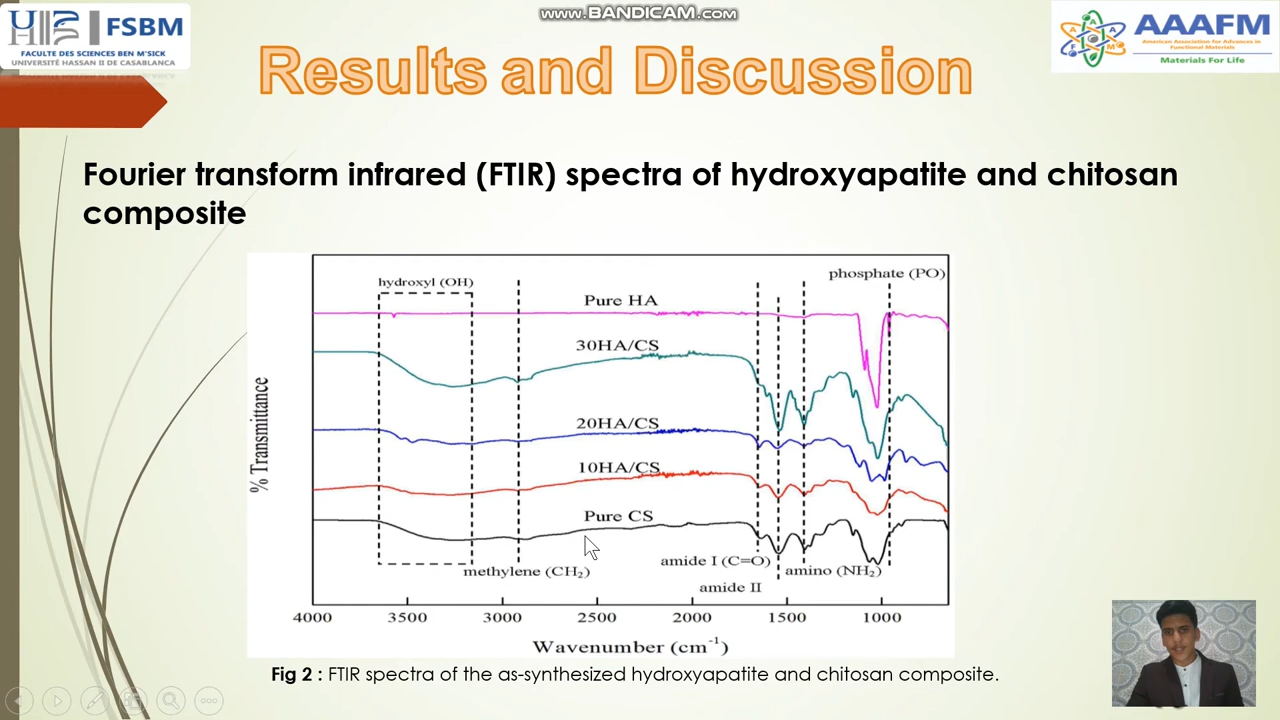 www.BANDICAM.com
UH2C FSBM
FACULTÉ DES SCIENCES BEN M'SICK
UNIVERSITÉ HASSAN II DE CASABLANCA
AAAFM
American Association for Advances in
Functional Materials
Materials For Life
A A A F M
Results and Discussion
Fourier transform infrared (FTIR) spectra of hydroxyapatite and chitosan
composite
hydroxyl (OH)
phosphate (PO)
Pure HA
30HA/CS
20HA/CS
10HA/CS
Pure CS
% Transmittance
methylene (CH₂)
amide I (C=O)
amide II
amino (NH₂)
4000 3500 3000 2500 2000 1500 1000
Wavenumber (cm⁻¹)
Fig 2 : FTIR spectra of the as-synthesized hydroxyapatite and chitosan composite.